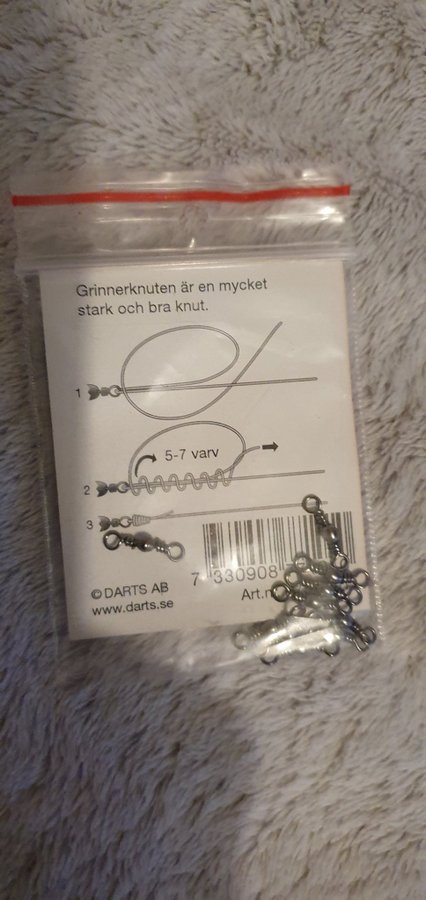 Grinnerknuten är en mycket
stark och bra knut.
1
5-7 varv
2
3
7 330908
© DARTS AB
www.darts.se